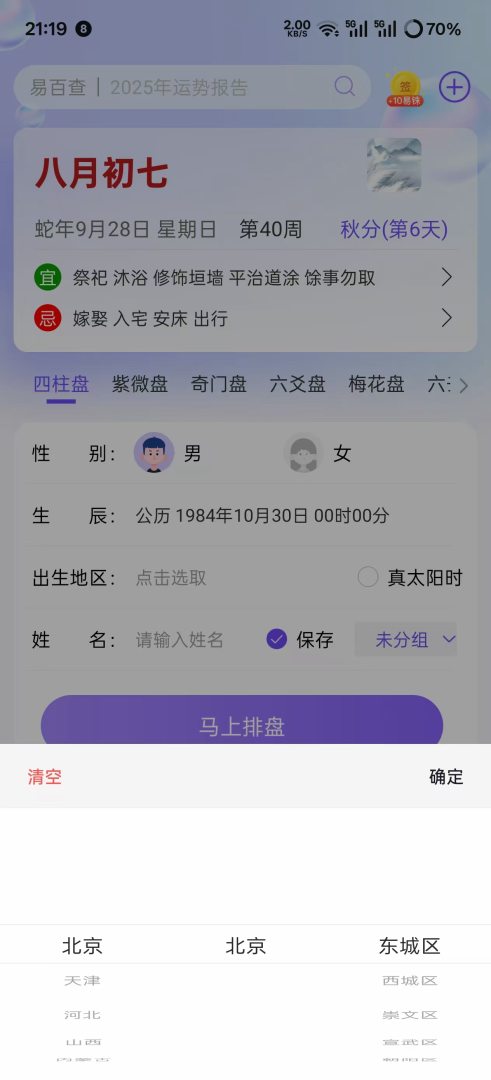 21:19 8 2.00 KB/S 5G 5G 70%
易百查 | 2025年运势报告 签 +10易铢
八月初七
蛇年9月28日 星期日 第40周 秋分(第6天)
宜 祭祀 沐浴 修饰垣墙 平治道涂 馀事勿取
忌 嫁娶 入宅 安床 出行
四柱盘 紫微盘 奇门盘 六爻盘 梅花盘
性 别: 男 女
生 辰: 公历 1984年10月30日 00时00分
出生地区: 点击选取 真太阳时
姓 名: 请输入姓名 保存 未分组
马上排盘
清空 确定
北京 北京 东城区
天津 西城区
河北 崇文区
山西 宣武区
内蒙古 朝阳区